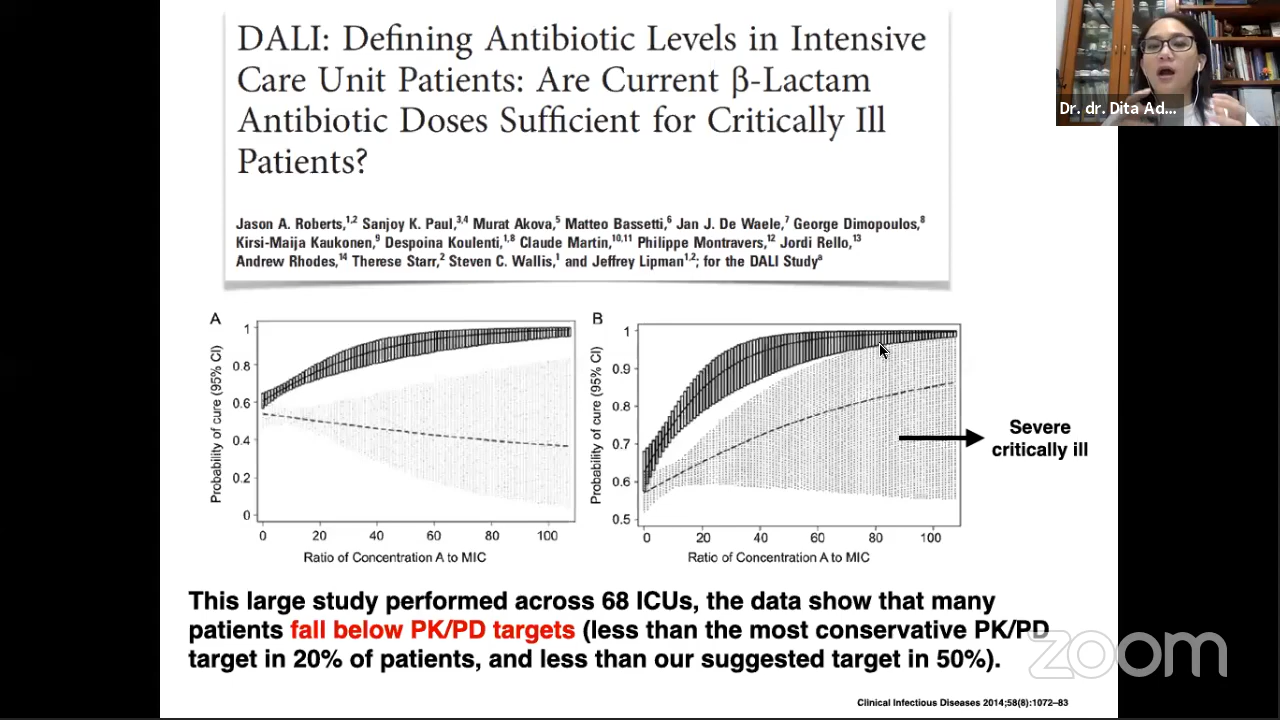 DALI: Defining Antibiotic Levels in Intensive
Care Unit Patients: Are Current β-Lactam
Antibiotic Doses Sufficient for Critically Ill
Patients?
Jason A. Roberts,1,2 Sanjoy K. Paul,3,4 Murat Akova,5 Matteo Bassetti,6 Jan J. De Waele,7 George Dimopoulos,8
Kirsi-Maija Kaukonen,9 Despoina Koulenti,1,8 Claude Martin,10,11 Philippe Montravers,12 Jordi Rello,13
Andrew Rhodes,14 Therese Starr,2 Steven C. Wallis,1 and Jeffrey Lipman1,2; for the DALI Studya
Dr. dr. Dita Ad...
A
Probability of cure (95% CI)
1
0.8
0.6
0.4
0.2
0
0 20 40 60 80 100
Ratio of Concentration A to MIC
B
Probability of cure (95% CI)
1
0.9
0.8
0.7
0.6
0.5
0 20 40 60 80 100
Ratio of Concentration A to MIC
Severe
critically ill
This large study performed across 68 ICUs, the data show that many
patients fall below PK/PD targets (less than the most conservative PK/PD
target in 20% of patients, and less than our suggested target in 50%).
zoom
Clinical Infectious Diseases 2014;58(8):1072–83